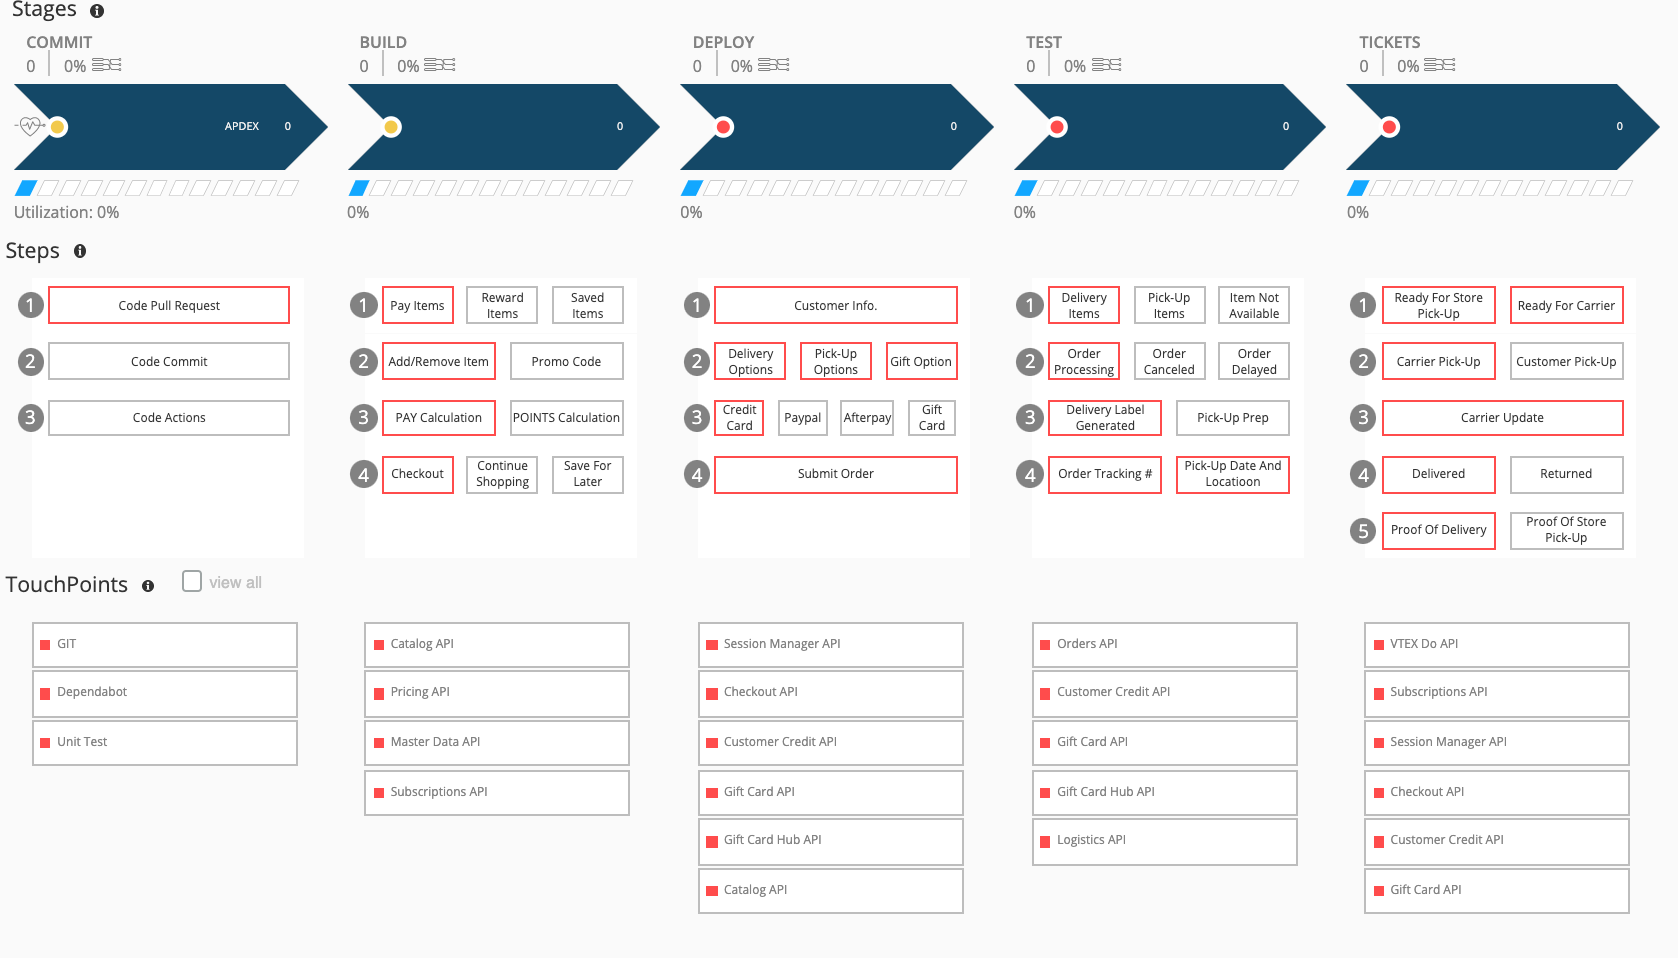 Stages
COMMIT
0 0%
BUILD
0 0%
DEPLOY
0 0%
TEST
0 0%
TICKETS
0 0%
APDEX 0
0
0
0
0
Utilization: 0%
0%
0%
0%
0%
Steps
1
Code Pull Request
2
Code Commit
3
Code Actions
1
Pay Items
Reward
Items
Saved
Items
2
Add/Remove Item
Promo Code
3
PAY Calculation
POINTS Calculation
4
Checkout
Continue
Shopping
Save For
Later
1
Customer Info.
2
Delivery
Options
Pick-Up
Options
Gift Option
3
Credit
Card
Paypal
Afterpay
Gift
Card
4
Submit Order
1
Delivery
Items
Pick-Up
Items
Item Not
Available
2
Order
Processing
Order
Canceled
Order
Delayed
3
Delivery Label
Generated
Pick-Up Prep
4
Order Tracking #
Pick-Up Date And
Locatioon
1
Ready For Store
Pick-Up
Ready For Carrier
2
Carrier Pick-Up
Customer Pick-Up
3
Carrier Update
4
Delivered
Returned
5
Proof Of Delivery
Proof Of Store
Pick-Up
TouchPoints
view all
GIT
Dependabot
Unit Test
Catalog API
Pricing API
Master Data API
Subscriptions API
Session Manager API
Checkout API
Customer Credit API
Gift Card API
Gift Card Hub API
Catalog API
Orders API
Customer Credit API
Gift Card API
Gift Card Hub API
Logistics API
VTEX Do API
Subscriptions API
Session Manager API
Checkout API
Customer Credit API
Gift Card API